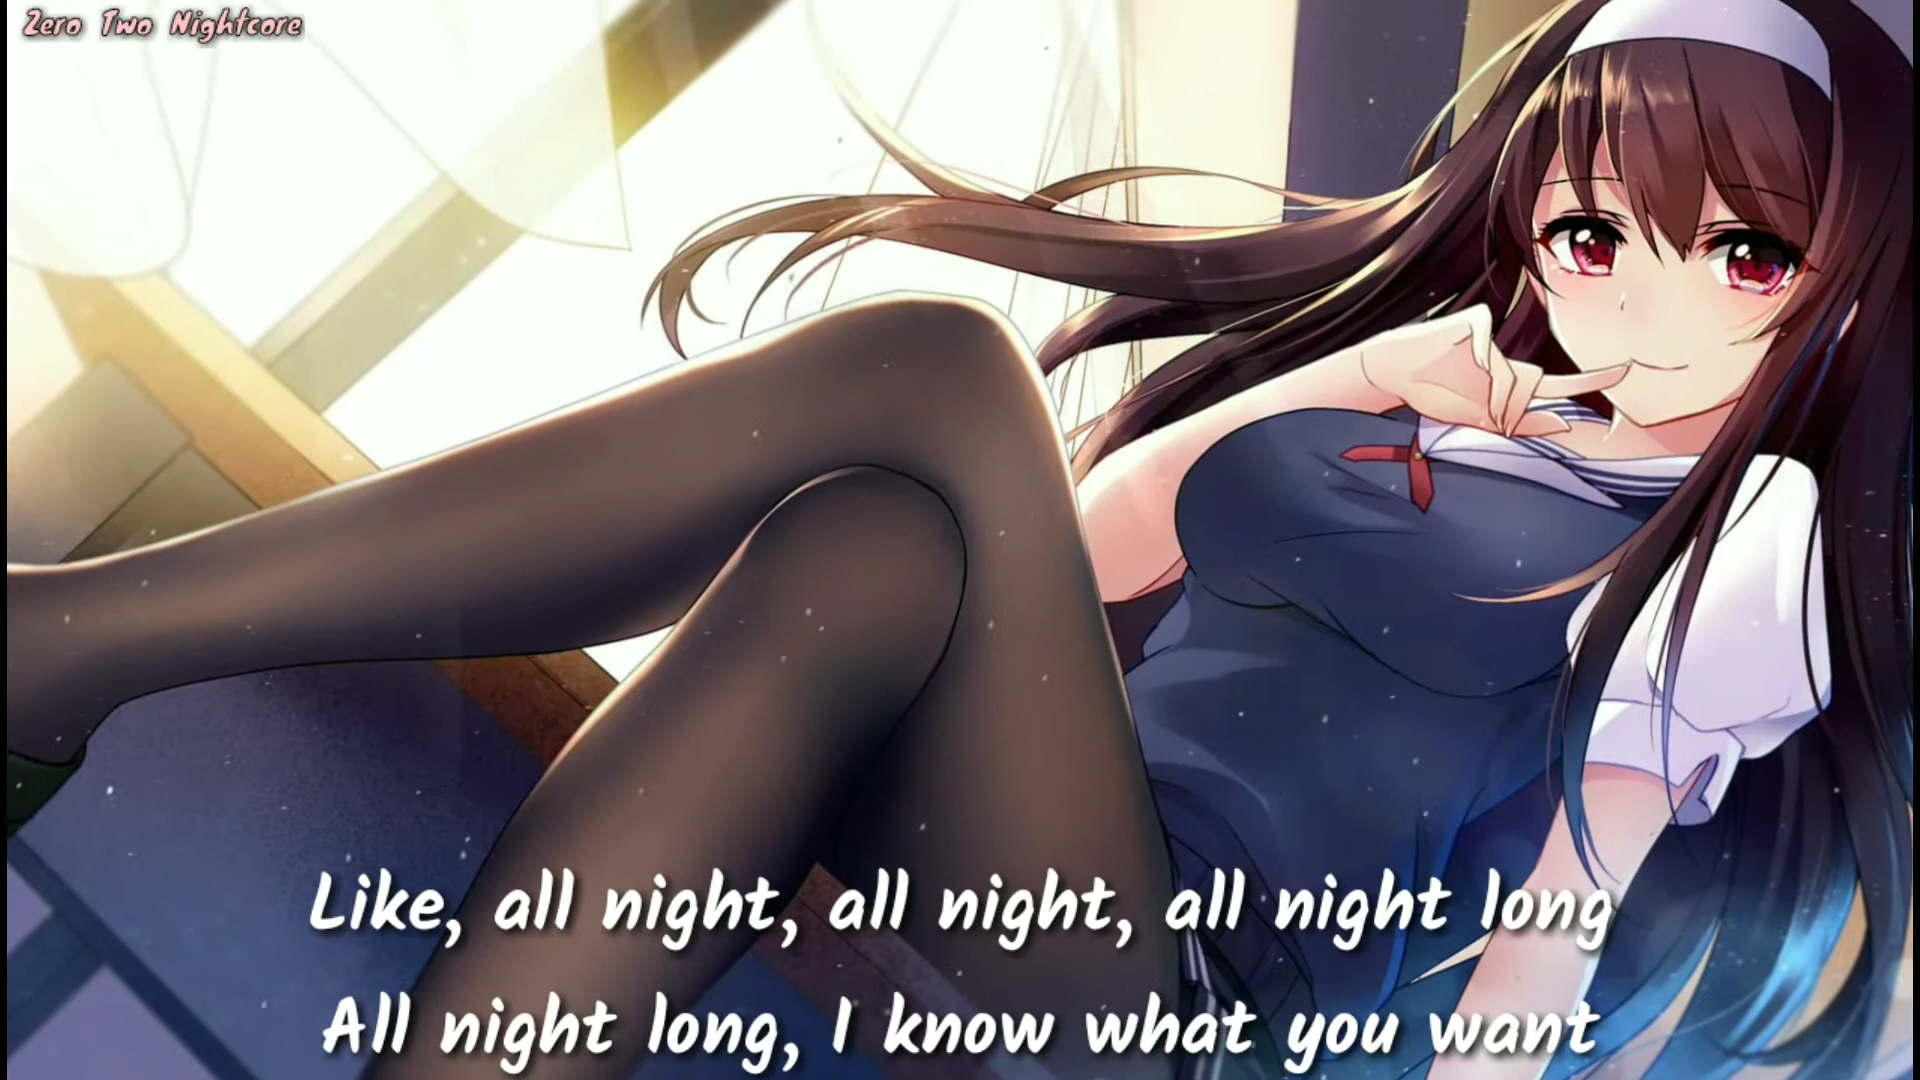 Zero Two Nightcore
Like, all night, all night, all night long
All night long, I know what you want